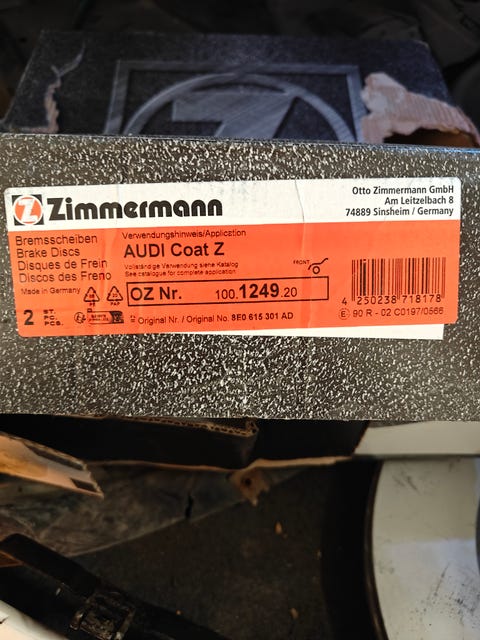 Zimmermann
Otto Zimmermann GmbH
Am Leitzelbach 8
74889 Sinsheim / Germany
Bremsscheiben
Brake Discs
Disques de Frein
Discos del Freno
Made in Germany
Verwendungshinweise/Application
AUDI Coat Z
Vollständige Verwendung siehe Katalog
See catalogue for complete application
FRONT
OZ Nr. 100.1249.20
2 ST. PC. PCS.
= Original Nr. / Original No. 8E0 615 301 AD
4 250238 718178
E1 90 R - 02 C0197/0566